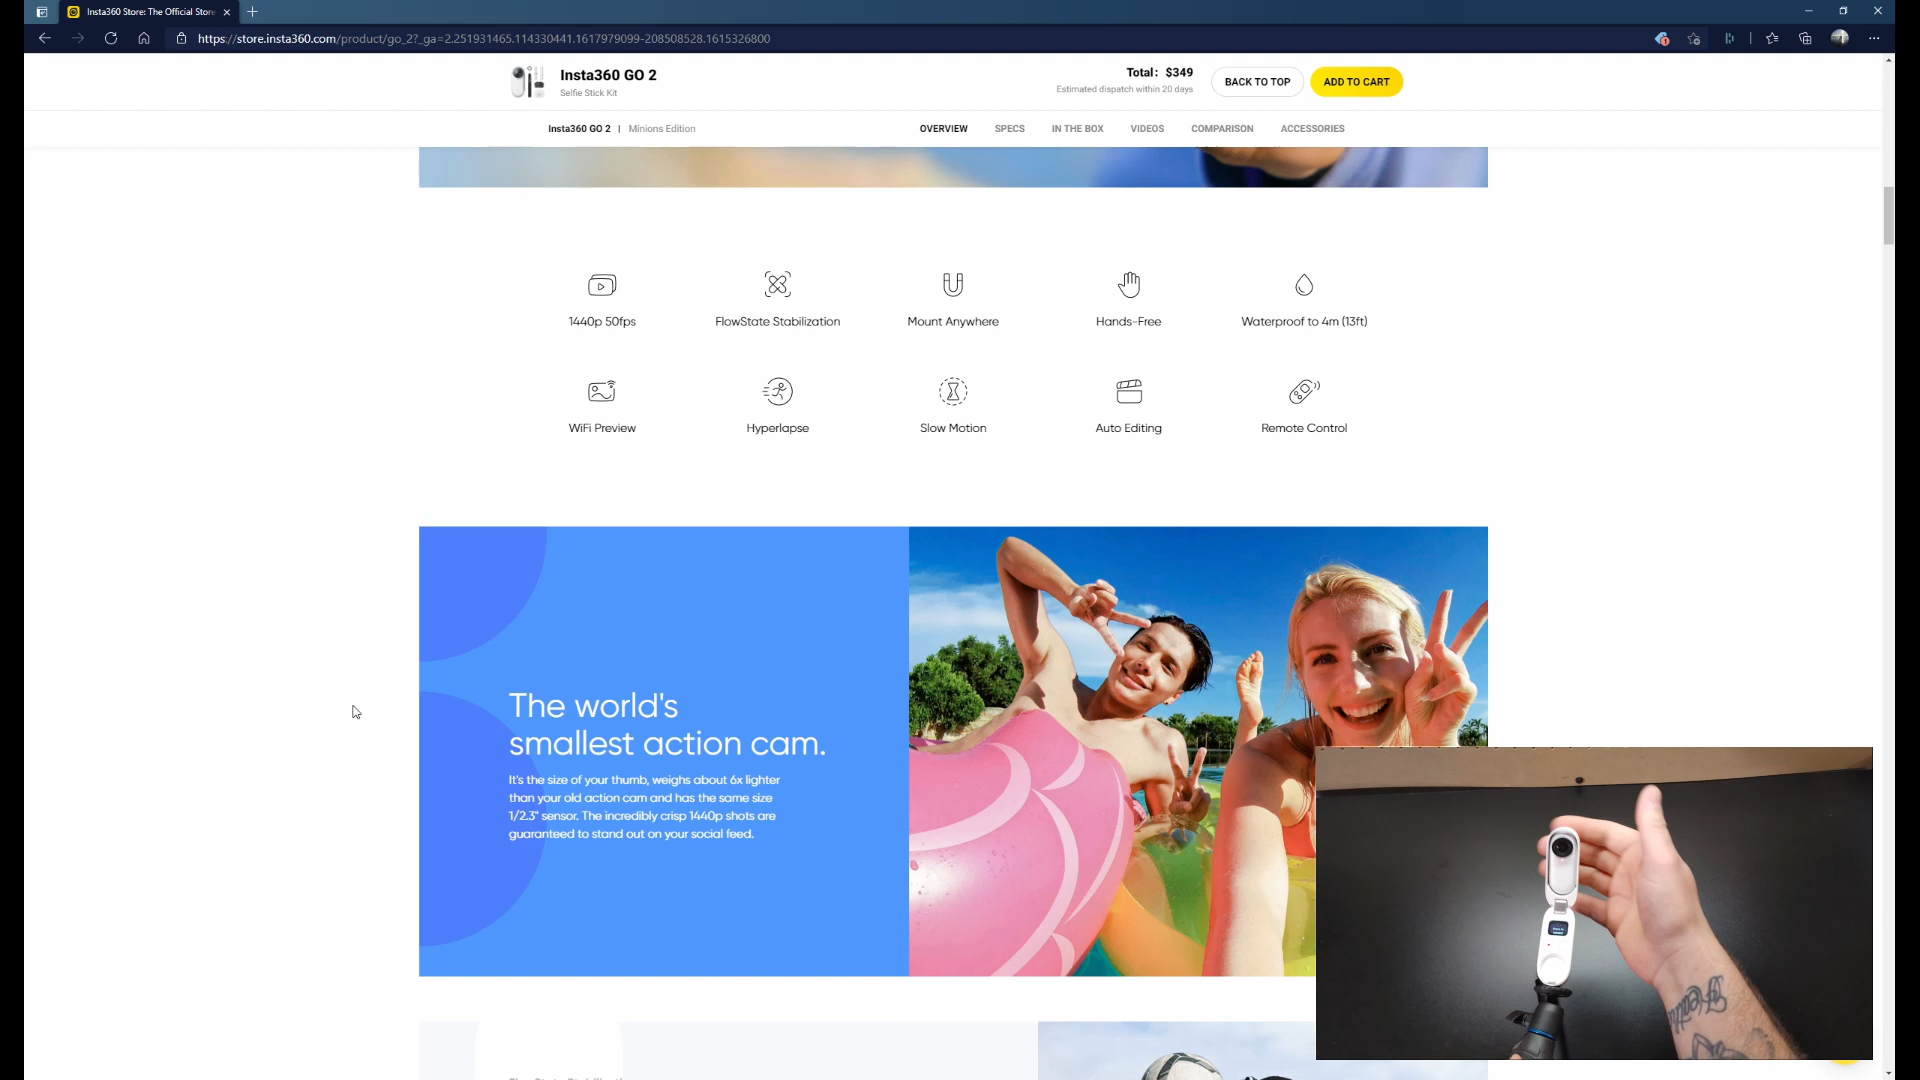 Insta360 Store: The Official Store
https://store.insta360.com/product/go_2?_ga=2.251931465.114330441.1617979099-208508528.1615326800
Insta360 GO 2
Selfie Stick Kit
Total: $349
Estimated dispatch within 20 days
BACK TO TOP
ADD TO CART
Insta360 GO 2 | Minions Edition
OVERVIEW SPECS IN THE BOX VIDEOS COMPARISON ACCESSORIES
1440p 50fps
FlowState Stabilization
Mount Anywhere
Hands-Free
Waterproof to 4m (13ft)
WiFi Preview
Hyperlapse
Slow Motion
Auto Editing
Remote Control
The world's
smallest action cam.
It's the size of your thumb, weighs about 6x lighter
than your old action cam and has the same size
1/2.3" sensor. The incredibly crisp 1440p shots are
guaranteed to stand out on your social feed.